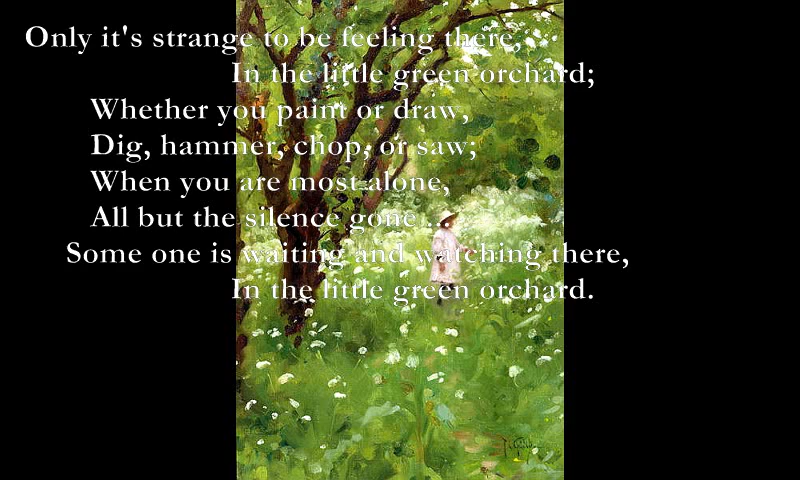 Only it's strange to be feeling there,
In the little green orchard;
Whether you paint or draw,
Dig, hammer, chop, or saw;
When you are most alone,
All but the silence gone ...
Some one is waiting and watching there,
In the little green orchard.